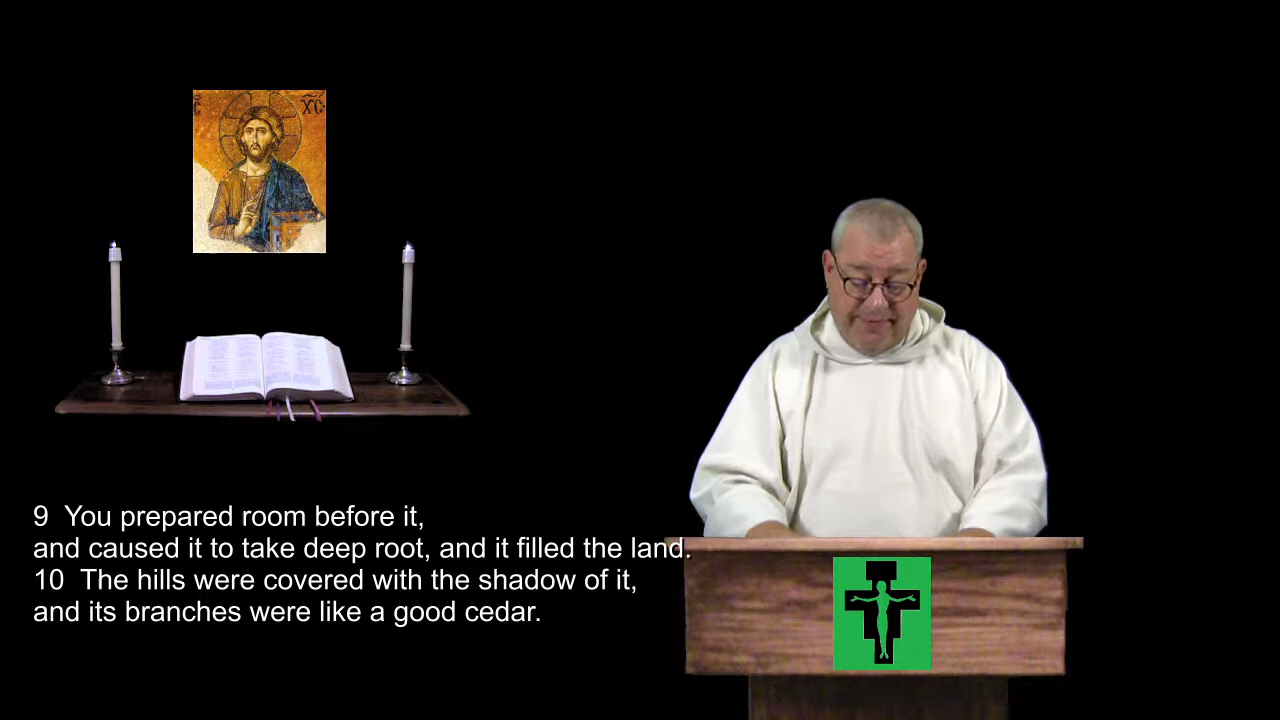 C XC
9 You prepared room before it,
and caused it to take deep root, and it filled the land.
10 The hills were covered with the shadow of it,
and its branches were like a good cedar.